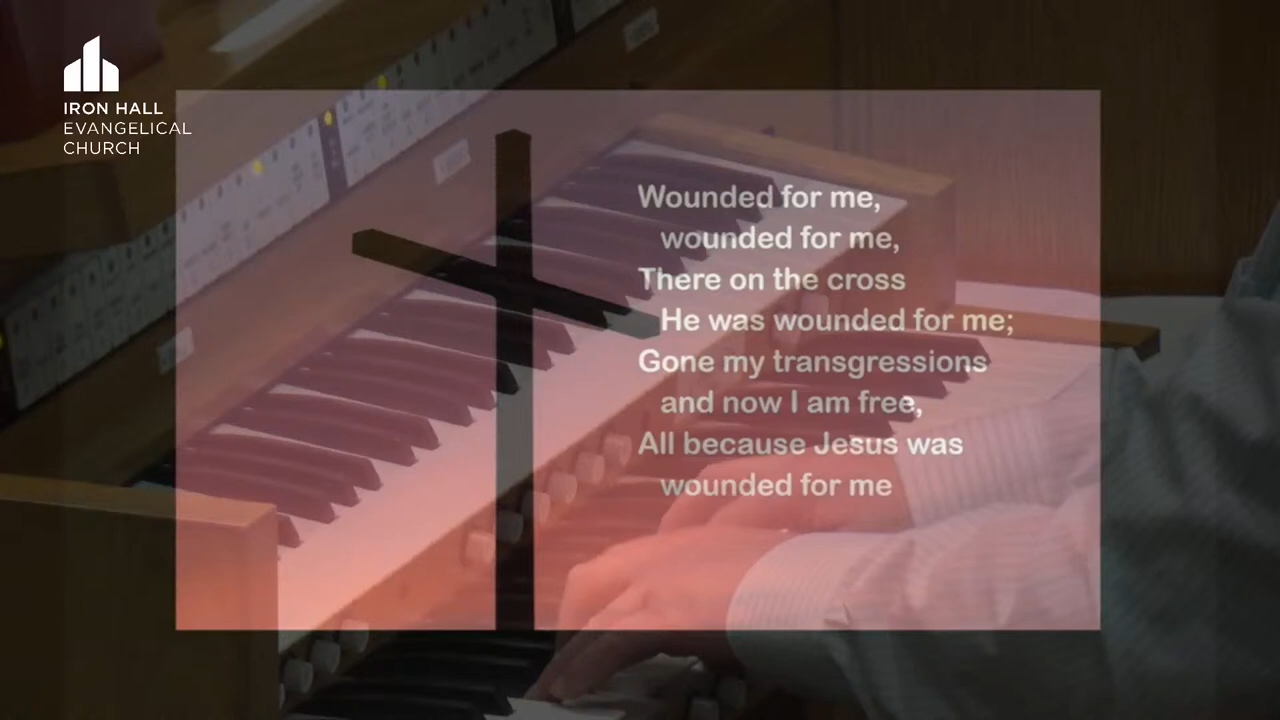 IRON HALL
EVANGELICAL
CHURCH
Wounded for me,
wounded for me,
There on the cross
He was wounded for me;
Gone my transgressions
and now I am free,
All because Jesus was
wounded for me